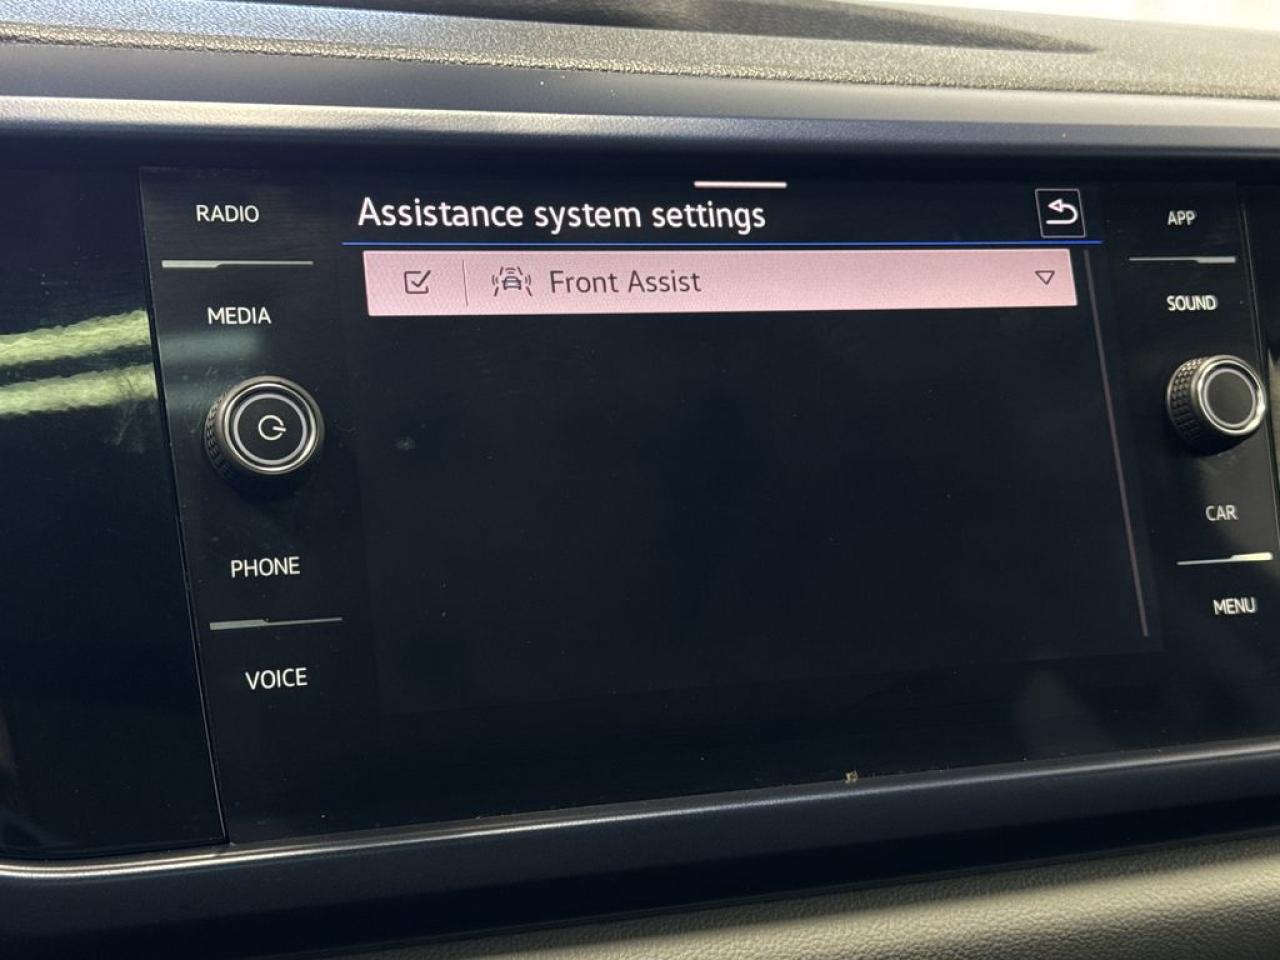 RADIO
MEDIA
PHONE
VOICE
Assistance system settings
Front Assist
APP
SOUND
CAR
MENU